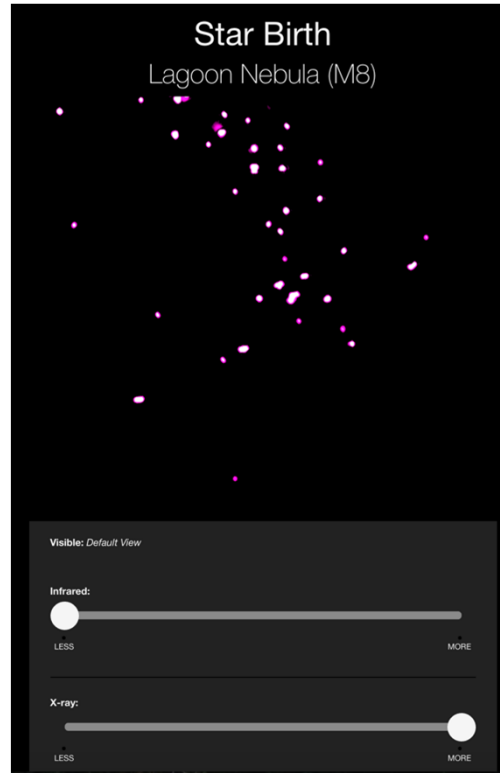 Star Birth
Lagoon Nebula (M8)
Visible: Default View
Infrared:
LESS MORE
X-ray:
LESS MORE